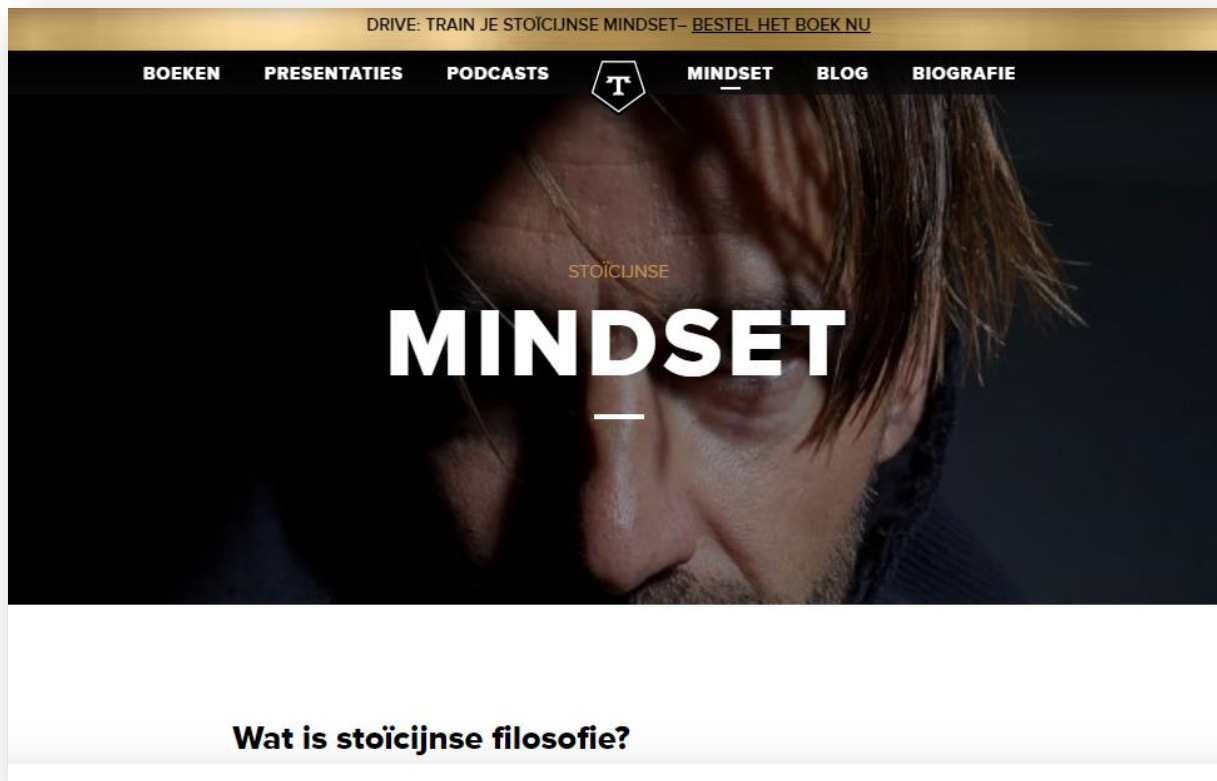 DRIVE: TRAIN JE STOÏCIJNSE MINDSET– BESTEL HET BOEK NU
BOEKEN PRESENTATIES PODCASTS T MINDSET BLOG BIOGRAFIE
STOÏCIJNSE
MINDSET
Wat is stoïcijnse filosofie?